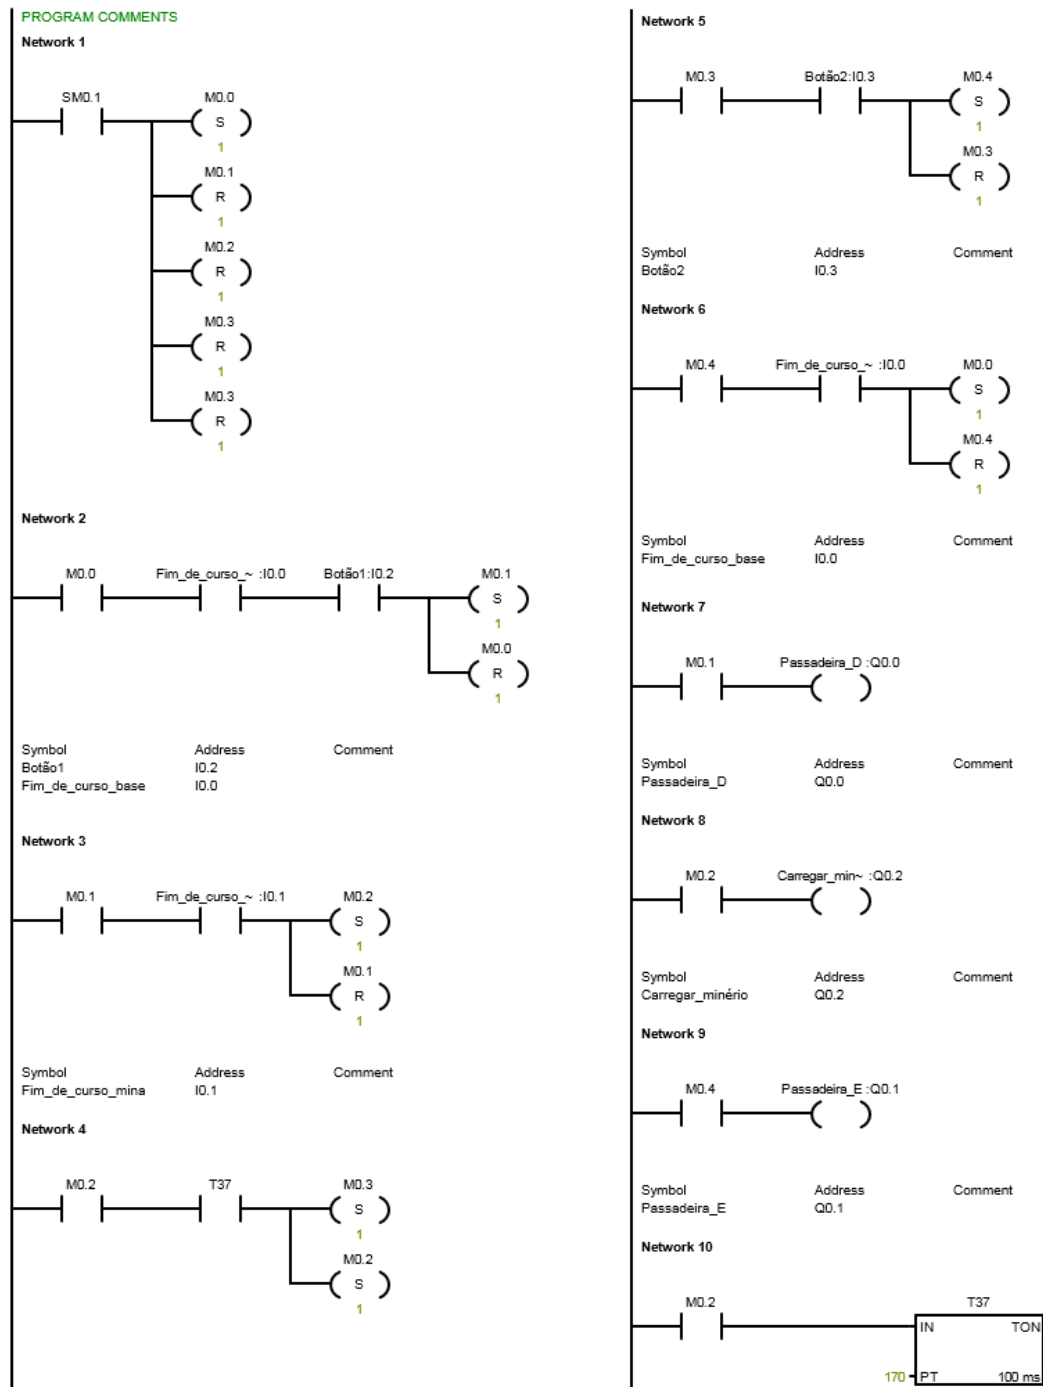 PROGRAM COMMENTS
Network 1
SM0.1 M0.0
S
1
M0.1
R
1
M0.2
R
1
M0.3
R
1
M0.3
R
1
Network 2
M0.0 Fim_de_curso_~ :I0.0 Botão1:I0.2 M0.1
S
1
M0.0
R
1
Symbol Address Comment
Botão1 I0.2
Fim_de_curso_base I0.0
Network 3
M0.1 Fim_de_curso_~ :I0.1 M0.2
S
1
M0.1
R
1
Symbol Address Comment
Fim_de_curso_mina I0.1
Network 4
M0.2 T37 M0.3
S
1
M0.2
S
1
Network 5
M0.3 Botão2:I0.3 M0.4
S
1
M0.3
R
1
Symbol Address Comment
Botão2 I0.3
Network 6
M0.4 Fim_de_curso_~ :I0.0 M0.0
S
1
M0.4
R
1
Symbol Address Comment
Fim_de_curso_base I0.0
Network 7
M0.1 Passadeira_D :Q0.0
Symbol Address Comment
Passadeira_D Q0.0
Network 8
M0.2 Carregar_min~ :Q0.2
Symbol Address Comment
Carregar_minério Q0.2
Network 9
M0.4 Passadeira_E :Q0.1
Symbol Address Comment
Passadeira_E Q0.1
Network 10
M0.2 T37
IN TON
170 PT 100 ms